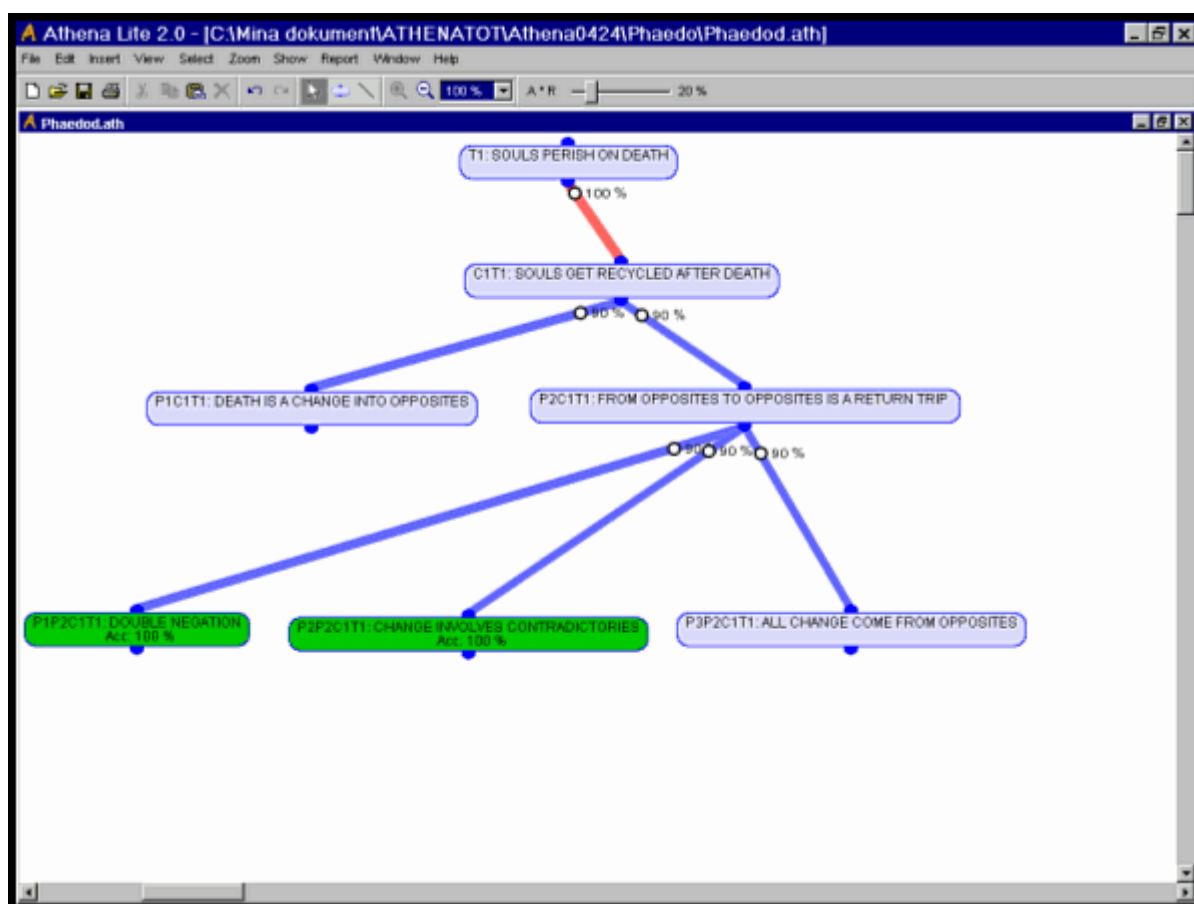 Athena Lite 2.0 - [C:\Mina dokument\ATHENATOT\Athena0424\Phaedo\Phaedod.ath]
File Edit Insert View Select Zoom Show Report Window Help
100 % A*R 20 %
Phaedod.ath
T1: SOULS PERISH ON DEATH
100 %
C1T1: SOULS GET RECYCLED AFTER DEATH
90 % 90 %
P1C1T1: DEATH IS A CHANGE INTO OPPOSITES
P2C1T1: FROM OPPOSITES TO OPPOSITES IS A RETURN TRIP
90 90 % 90 %
P1P2C1T1: DOUBLE NEGATION
Acc: 100 %
P2P2C1T1: CHANGE INVOLVES CONTRADICTORIES
Acc: 100 %
P3P2C1T1: ALL CHANGE COME FROM OPPOSITES